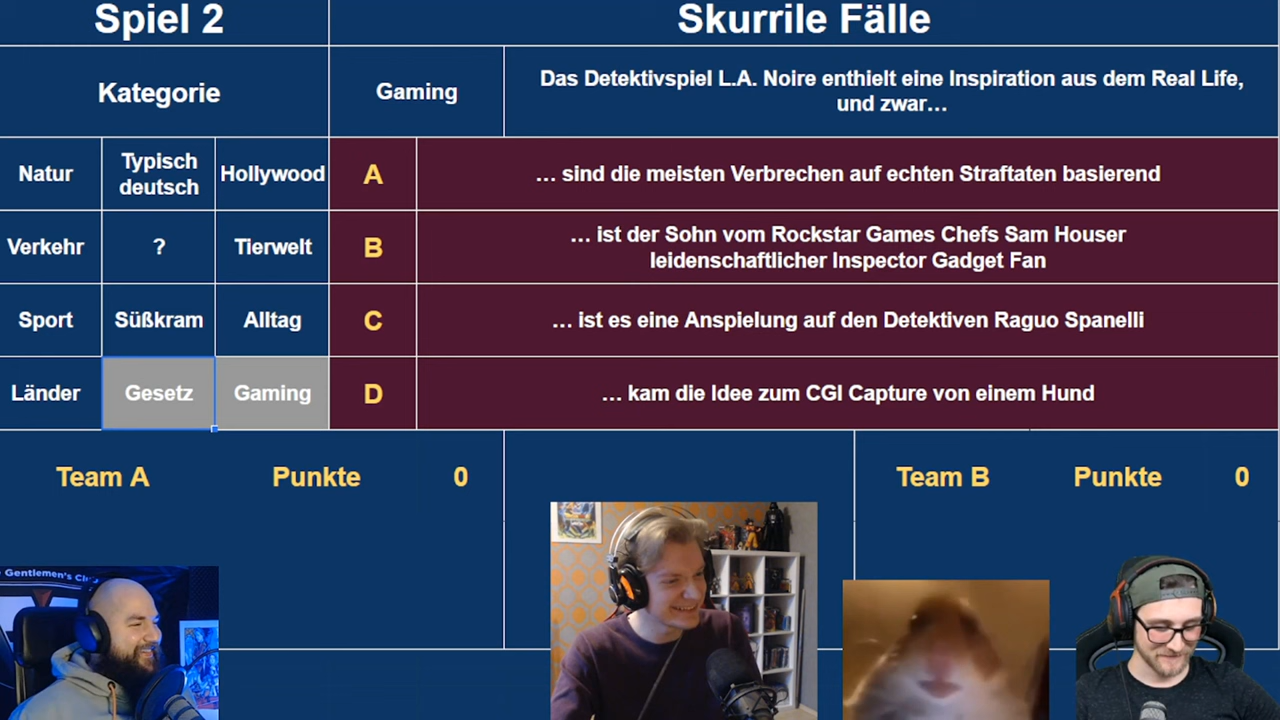 Spiel 2
Skurrile Fälle
Kategorie
Gaming
Das Detektivspiel L.A. Noire enthielt eine Inspiration aus dem Real Life,
und zwar…
Natur
Typisch
deutsch
Hollywood
A
… sind die meisten Verbrechen auf echten Straftaten basierend
Verkehr
?
Tierwelt
B
… ist der Sohn vom Rockstar Games Chefs Sam Houser
leidenschaftlicher Inspector Gadget Fan
Sport
Süßkram
Alltag
C
… ist es eine Anspielung auf den Detektiven Raguo Spanelli
Länder
Gesetz
Gaming
D
… kam die Idee zum CGI Capture von einem Hund
Team A
Punkte
0
Team B
Punkte
0
Gentlemen's